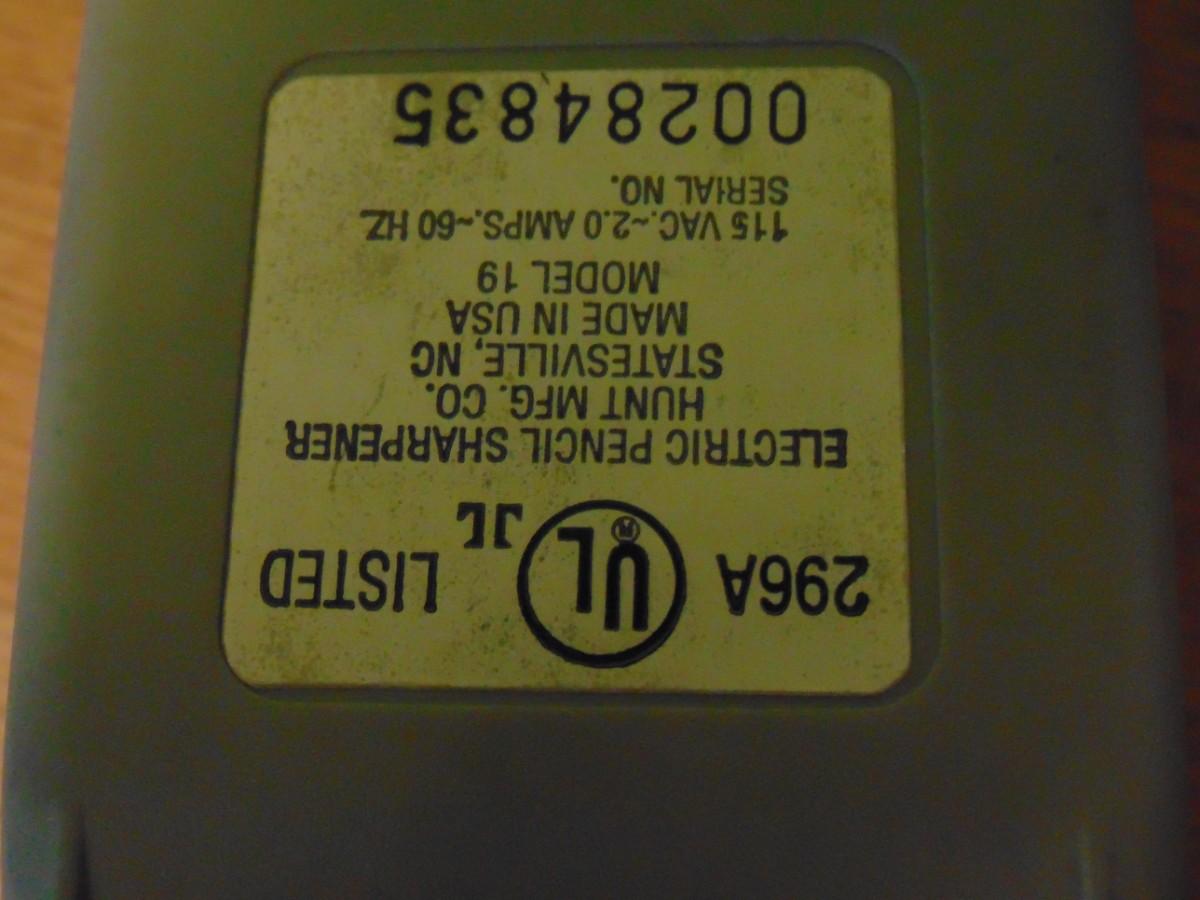 296A UL LISTED
JL
ELECTRIC PENCIL SHARPENER
HUNT MFG. CO.
STATESVILLE, NC
MADE IN USA
MODEL 19
115 VAC.~2.0 AMPS.~60 HZ
SERIAL NO.
00284835